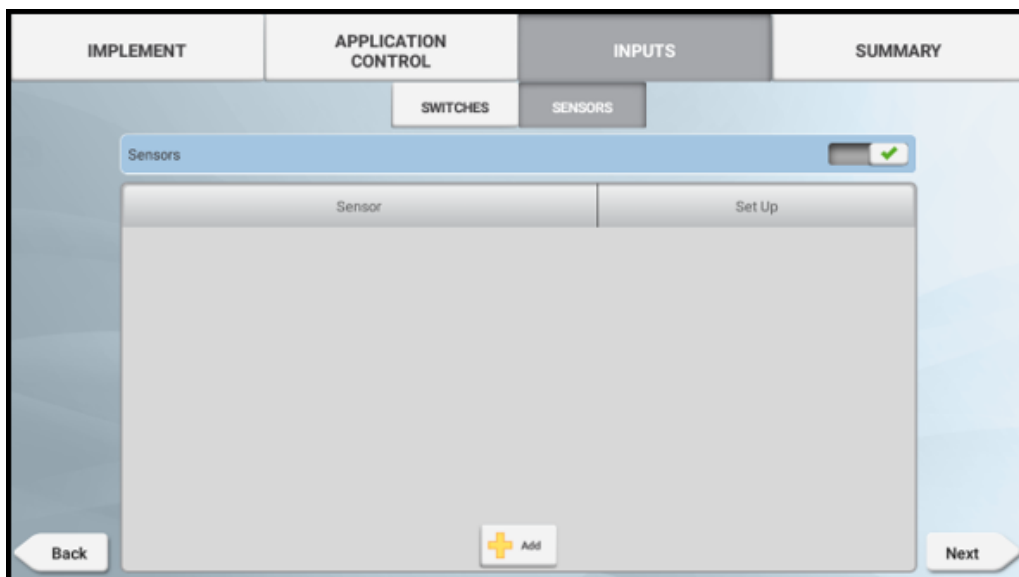 IMPLEMENT
APPLICATION
CONTROL
INPUTS
SUMMARY
SWITCHES
SENSORS
Sensors
Sensor
Set Up
Add
Back
Next